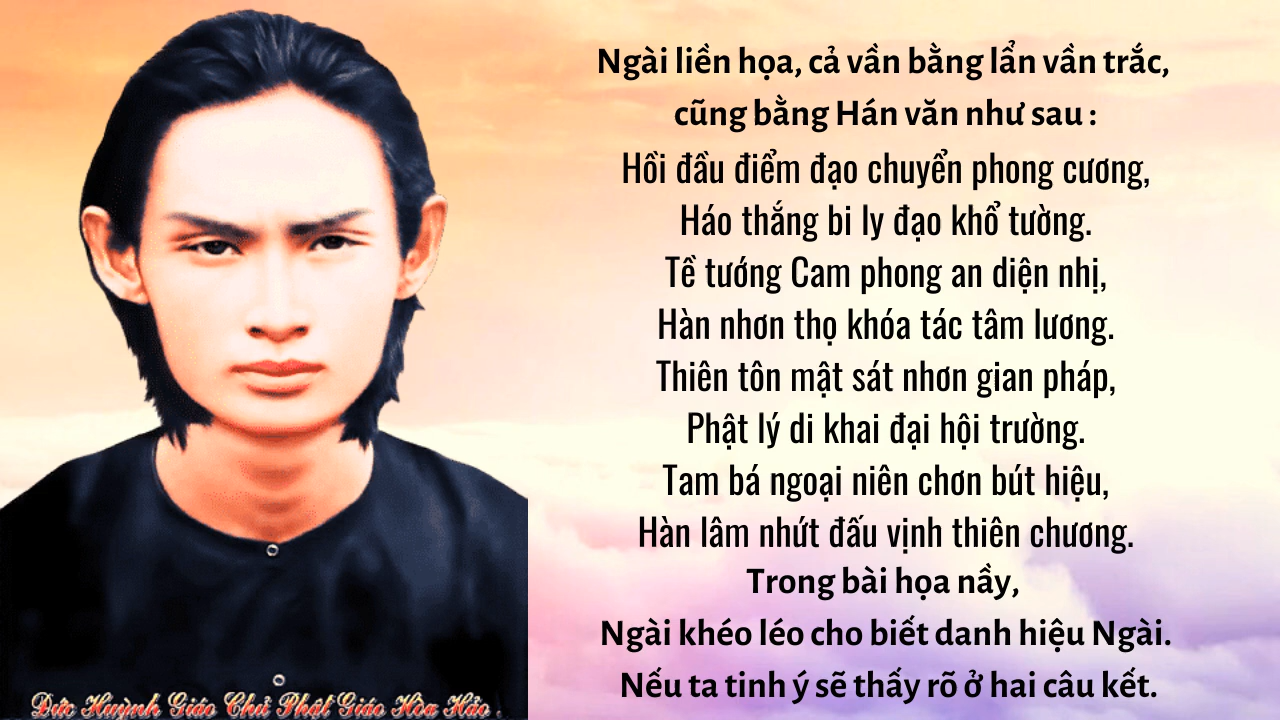 Ngài liền họa, cả vần bằng lẩn vần trắc,
cũng bằng Hán văn như sau :
Hồi đầu điểm đạo chuyển phong cương,
Háo thắng bi ly đạo khổ tường.
Tề tướng Cam phong an diện nhị,
Hàn nhơn thọ khóa tác tâm lương.
Thiên tôn mật sát nhơn gian pháp,
Phật lý di khai đại hội trường.
Tam bá ngoại niên chơn bút hiệu,
Hàn lâm nhứt đấu vịnh thiên chương.
Trong bài họa nầy,
Ngài khéo léo cho biết danh hiệu Ngài.
Nếu ta tinh ý sẽ thấy rõ ở hai câu kết.
Đức Huỳnh Giáo Chủ Phật Giáo Hòa Hảo .